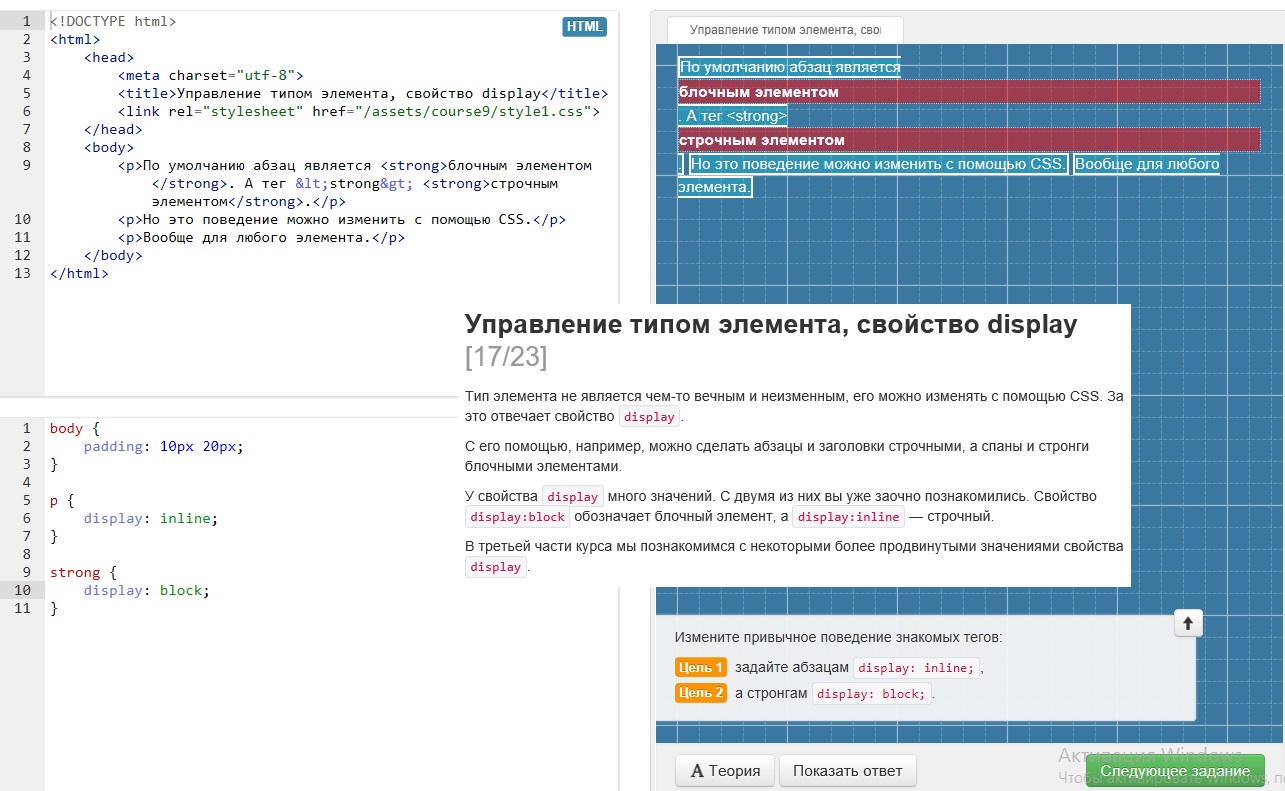 1 <!DOCTYPE html>
HTML
2 <html>
3 <head>
4 <meta charset="utf-8">
5 <title>Управление типом элемента, свойство display</title>
6 <link rel="stylesheet" href="/assets/course9/style1.css">
7 </head>
8 <body>
9 <p>По умолчанию абзац является <strong>блочным элементом
</strong>. А тег &lt;strong&gt; <strong>строчным
элементом</strong>.</p>
10 <p>Но это поведение можно изменить с помощью CSS.</p>
11 <p>Вообще для любого элемента.</p>
12 </body>
13 </html>
1 body {
2 padding: 10px 20px;
3 }
4
5 p {
6 display: inline;
7 }
8
9 strong {
10 display: block;
11 }
Управление типом элемента, сво
По умолчанию абзац является
блочным элементом
. А тег <strong>
строчным элементом
. Но это поведение можно изменить с помощью CSS. Вообще для любого
элемента.
Управление типом элемента, свойство display
[17/23]
Тип элемента не является чем-то вечным и неизменным, его можно изменять с помощью CSS. За
это отвечает свойство display.
С его помощью, например, можно сделать абзацы и заголовки строчными, а спаны и стронги
блочными элементами.
У свойства display много значений. С двумя из них вы уже заочно познакомились. Свойство
display:block обозначает блочный элемент, а display:inline — строчный.
В третьей части курса мы познакомимся с некоторыми более продвинутыми значениями свойства
display.
Измените привычное поведение знакомых тегов:
Цель 1 задайте абзацам display: inline;,
Цель 2 а стронгам display: block;.
А Теория
Показать ответ
Активация Windows
Следующее задание
Чтобы активировать Windows, п